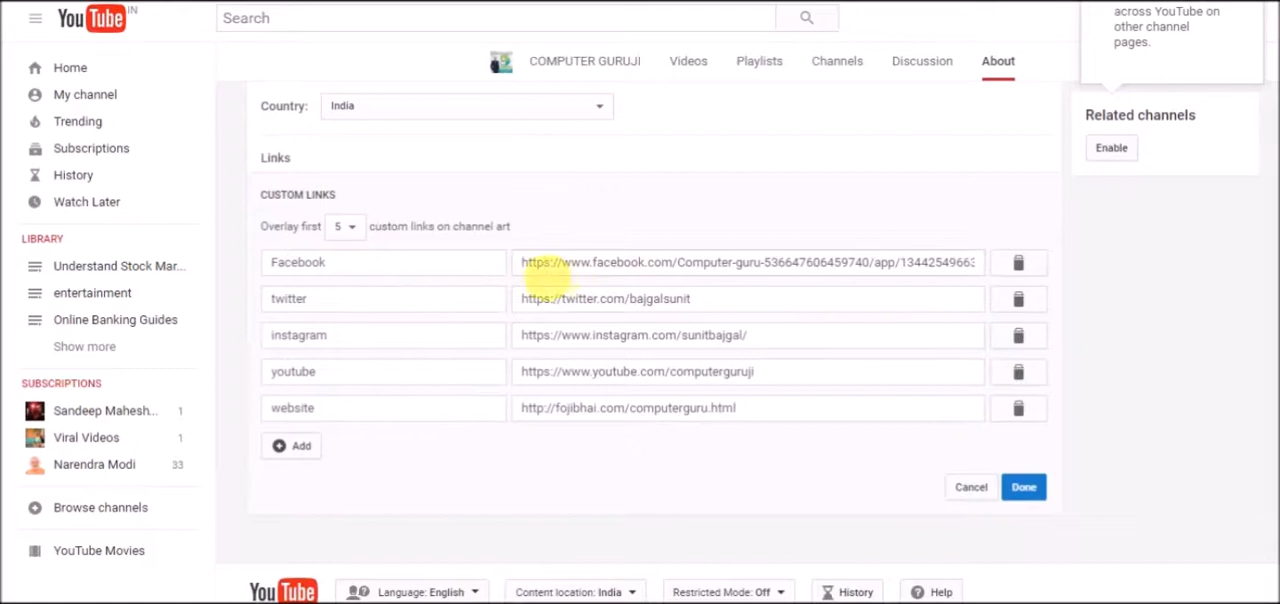 YouTube IN
Search
across YouTube on
other channel
pages.
COMPUTER GURUJI Videos Playlists Channels Discussion About
Home
My channel
Trending
Subscriptions
History
Watch Later
LIBRARY
Understand Stock Mar...
entertainment
Online Banking Guides
Show more
SUBSCRIPTIONS
Sandeep Mahesh... 1
Viral Videos 1
Narendra Modi 33
Browse channels
YouTube Movies
Country: India
Links
CUSTOM LINKS
Overlay first 5 custom links on channel art
Facebook https://www.facebook.com/Computer-guru-536647606459740/app/13442549663
twitter https://twitter.com/bajgalsunit
instagram https://www.instagram.com/sunitbajgal/
youtube https://www.youtube.com/computerguruji
website http://fojibhai.com/computerguru.html
Add
Cancel Done
Related channels
Enable
YouTube Language: English Content location: India Restricted Mode: Off History Help